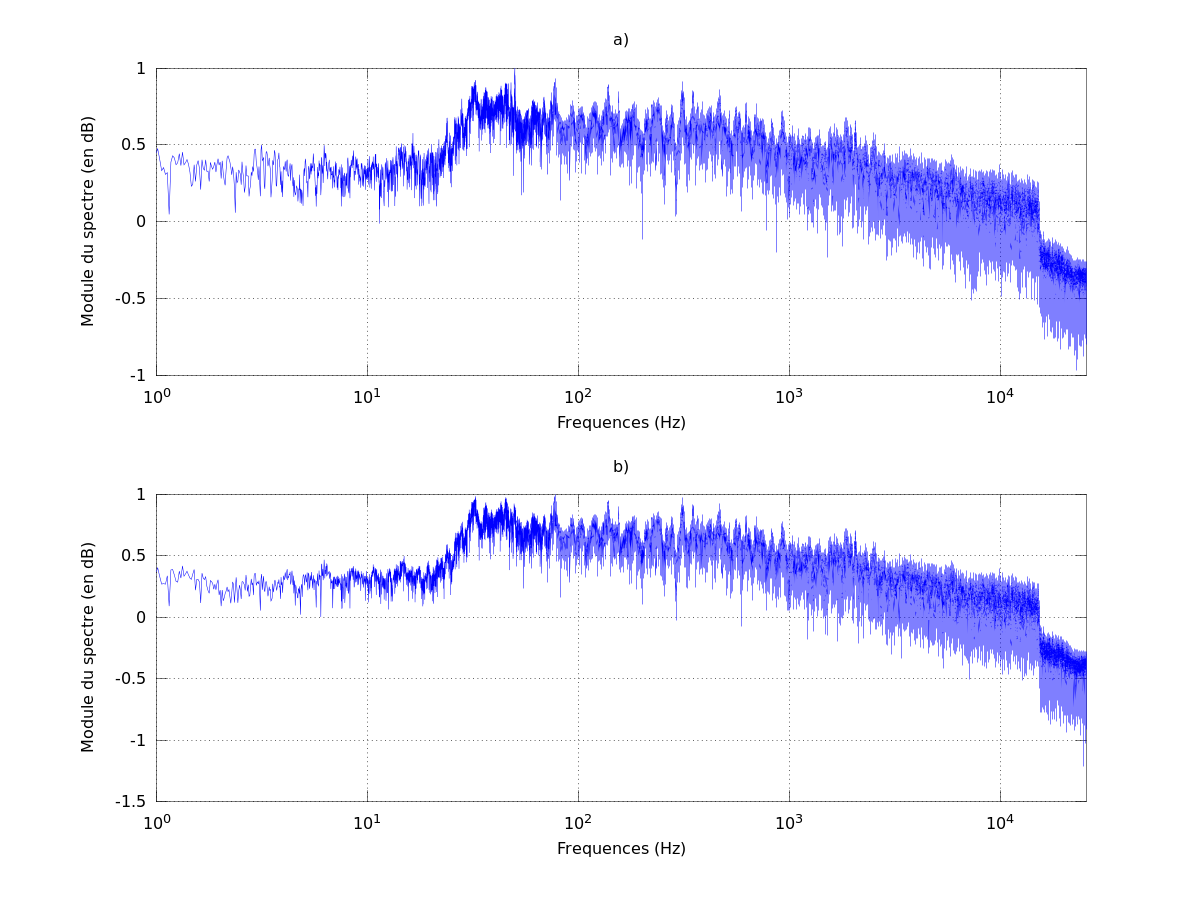 a)
1
0.5
0
-0.5
-1
Module du spectre (en dB)
10⁰ 10¹ 10² 10³ 10⁴
Frequences (Hz)
b)
1
0.5
0
-0.5
-1
-1.5
Module du spectre (en dB)
10⁰ 10¹ 10² 10³ 10⁴
Frequences (Hz)